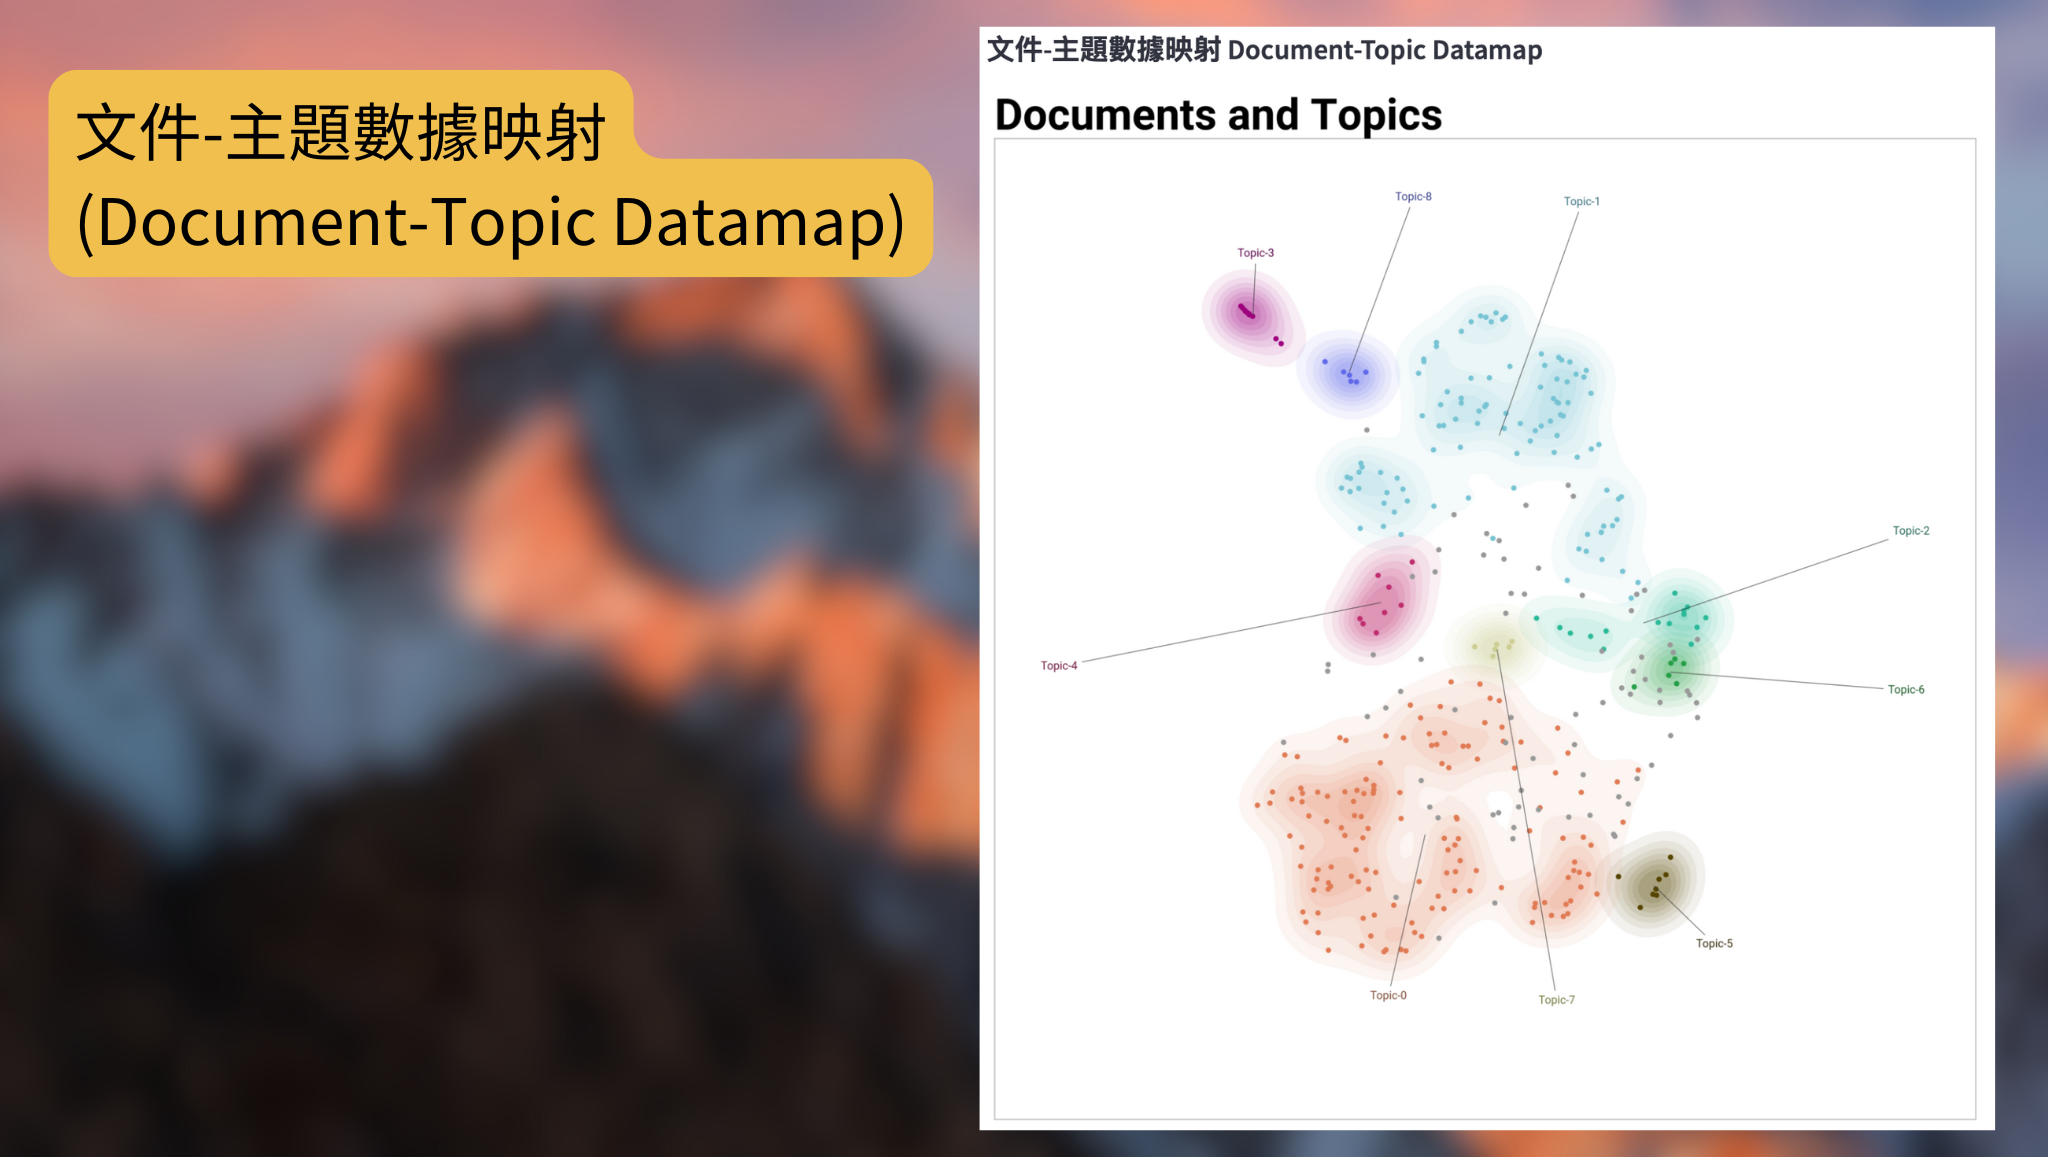 文件-主題數據映射
(Document-Topic Datamap)
文件-主題數據映射 Document-Topic Datamap
Documents and Topics
Topic-8
Topic-1
Topic-3
Topic-2
Topic-4
Topic-6
Topic-5
Topic-0
Topic-7